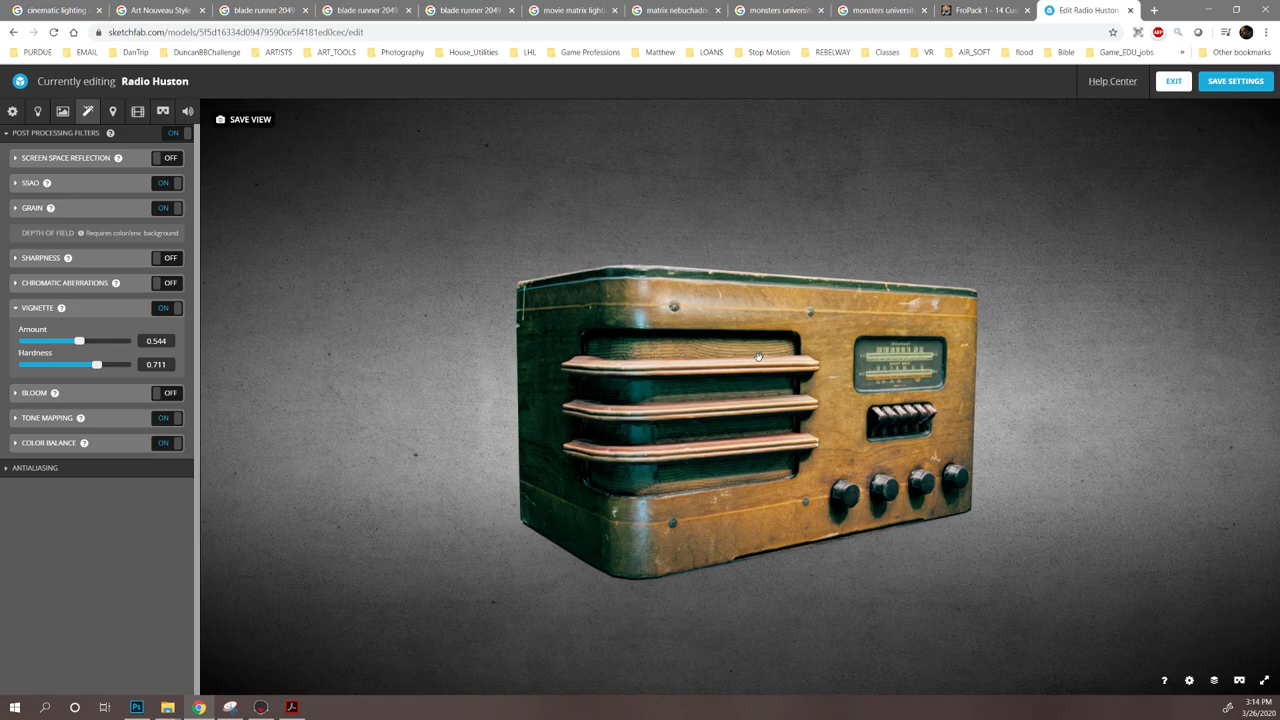 cinematic lighting
Art Nouveau Style
blade runner 2049
blade runner 2049
blade runner 2049
movie matrix light
matrix nebuchadn
monsters universit
monsters universit
FroPack 1 - 14 Cus
Edit Radio Huston
sketchfab.com/models/5f5d16334d09479590ce5f4181ed0cec/edit
PURDUE
EMAIL
DanTrip
DuncanBBChallenge
ARTISTS
ART_TOOLS
Photography
House_Utilities
LHL
Game Professions
Matthew
LOANS
Stop Motion
REBELWAY
Classes
VR
AIR_SOFT
flood
Bible
Game_EDU_jobs
»
Other bookmarks
Currently editing Radio Huston
Help Center
EXIT
SAVE SETTINGS
SAVE VIEW
POST PROCESSING FILTERS ? ON
SCREEN SPACE REFLECTION ? OFF
SSAO ? ON
GRAIN ? ON
DEPTH OF FIELD Requires color/env. background
SHARPNESS ? OFF
CHROMATIC ABERRATIONS ? OFF
VIGNETTE ? ON
Amount
0.544
Hardness
0.711
BLOOM ? OFF
TONE MAPPING ? ON
COLOR BALANCE ? ON
ANTIALIASING
?
Ps
3:14 PM
3/26/2020